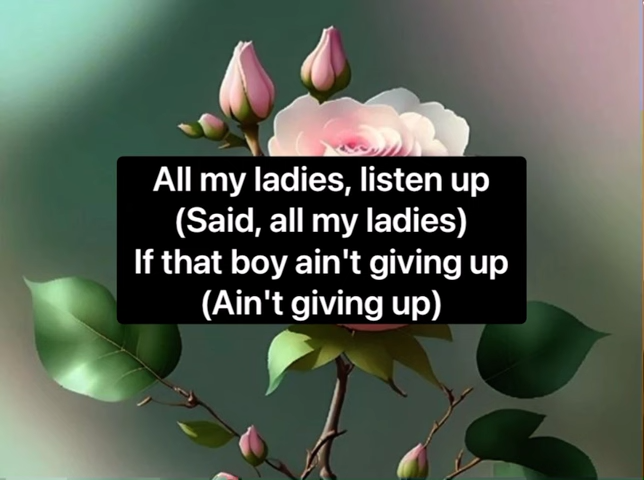 All my ladies, listen up
(Said, all my ladies)
If that boy ain't giving up
(Ain't giving up)